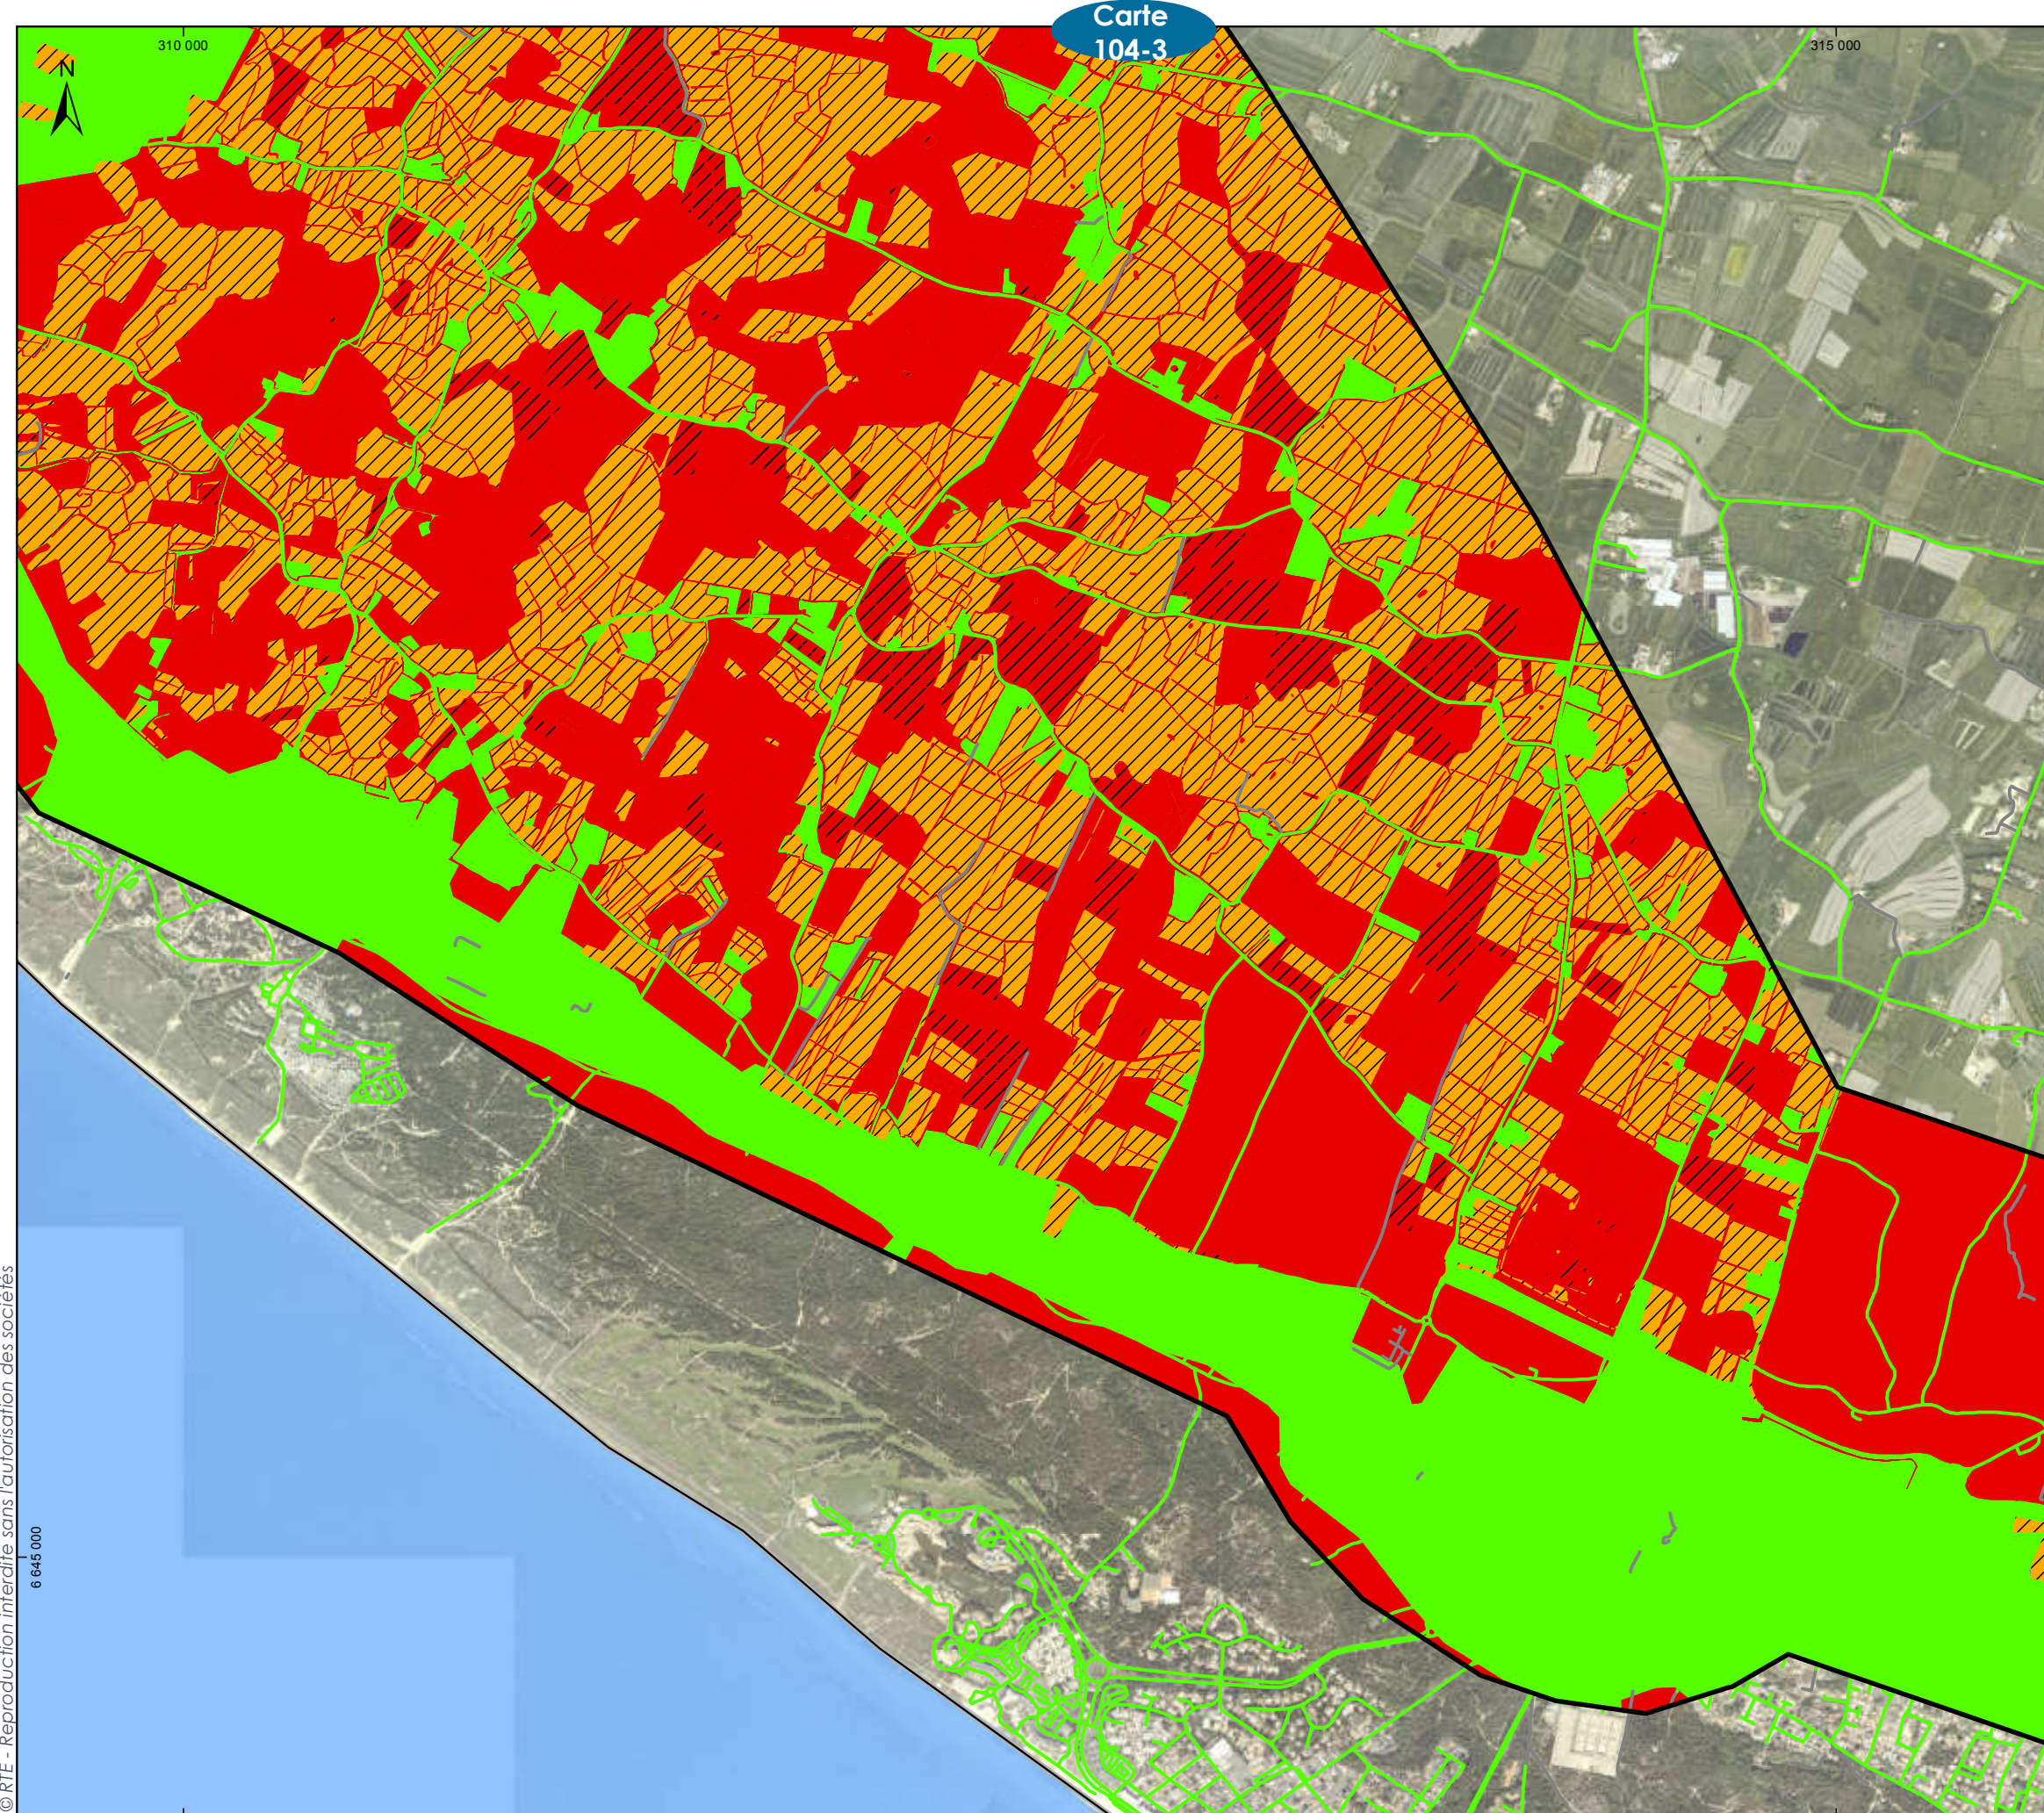 Carte
104-3
310 000
315 000
N
6 645 000
© RTE - Reproduction interdite sans l'autorisation des sociétés